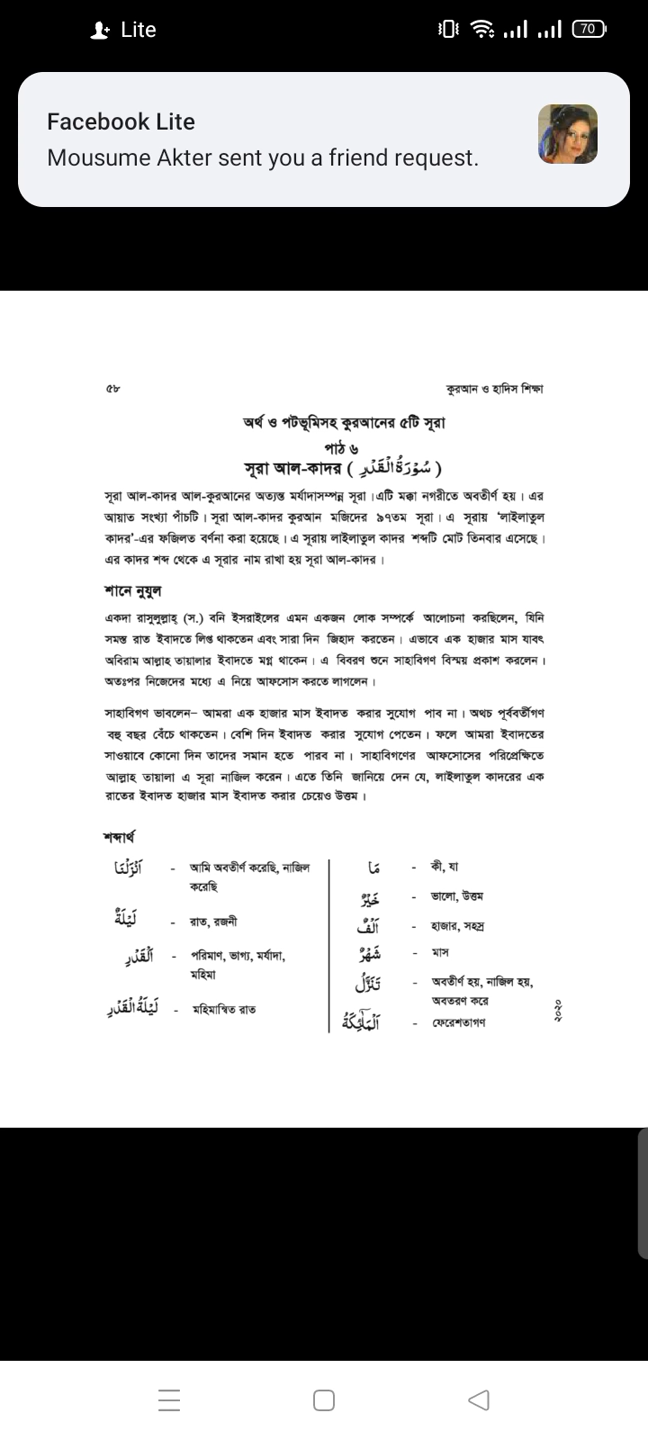 Lite
70
Facebook Lite
Mousume Akter sent you a friend request.
৫৮ কুরআন ও হাদিস শিক্ষা
অর্থ ও পটভূমিসহ কুরআনের ৫টি সূরা
পাঠ ৬
সূরা আল-কাদর ( سُوْرَةُ الْقَدْرِ )
সূরা আল-কাদর আল-কুরআনের অত্যন্ত মর্যাদাসম্পন্ন সূরা। এটি মক্কা নগরীতে অবতীর্ণ হয়। এর
আয়াত সংখ্যা পাঁচটি। সূরা আল-কাদর কুরআন মজিদের ৯৭তম সূরা। এ সূরায় ‘লাইলাতুল
কাদর’-এর ফজিলত বর্ণনা করা হয়েছে। এ সূরায় লাইলাতুল কাদর শব্দটি মোট তিনবার এসেছে।
এর কাদর শব্দ থেকে এ সূরার নাম রাখা হয় সূরা আল-কাদর।
শানে নুযুল
একদা রাসুলুল্লাহ্ (স.) বনি ইসরাইলের এমন একজন লোক সম্পর্কে আলোচনা করছিলেন, যিনি
সমস্ত রাত ইবাদতে লিপ্ত থাকতেন এবং সারা দিন জিহাদ করতেন। এভাবে এক হাজার মাস যাবৎ
অবিরাম আল্লাহ তায়ালার ইবাদতে মগ্ন থাকেন। এ বিবরণ শুনে সাহাবিগণ বিস্ময় প্রকাশ করলেন।
অতঃপর নিজেদের মধ্যে এ নিয়ে আফসোস করতে লাগলেন।
সাহাবিগণ ভাবলেন– আমরা এক হাজার মাস ইবাদত করার সুযোগ পাব না। অথচ পূর্ববর্তীগণ
বহু বছর বেঁচে থাকতেন। বেশি দিন ইবাদত করার সুযোগ পেতেন। ফলে আমরা ইবাদতের
সাওয়াবে কোনো দিন তাদের সমান হতে পারব না। সাহাবিগণের আফসোসের পরিপ্রেক্ষিতে
আল্লাহ তায়ালা এ সূরা নাজিল করেন। এতে তিনি জানিয়ে দেন যে, লাইলাতুল কাদরের এক
রাতের ইবাদত হাজার মাস ইবাদত করার চেয়েও উত্তম।
শব্দার্থ
اَنْزَلْنَا - আমি অবতীর্ণ করেছি, নাজিল
করেছি
لَيْلَةٌ - রাত, রজনী
اَلْقَدْرِ - পরিমাণ, ভাগ্য, মর্যাদা,
মহিমা
لَيْلَةُ الْقَدْرِ - মহিমান্বিত রাত
مَا - কী, যা
خَيْرٌ - ভালো, উত্তম
اَلْفٌ - হাজার, সহস্র
شَهْرٌ - মাস
تَنَزَّلُ - অবতীর্ণ হয়, নাজিল হয়,
অবতরণ করে
اَلْمَلٰٓئِكَةُ - ফেরেশতাগণ
২০২০